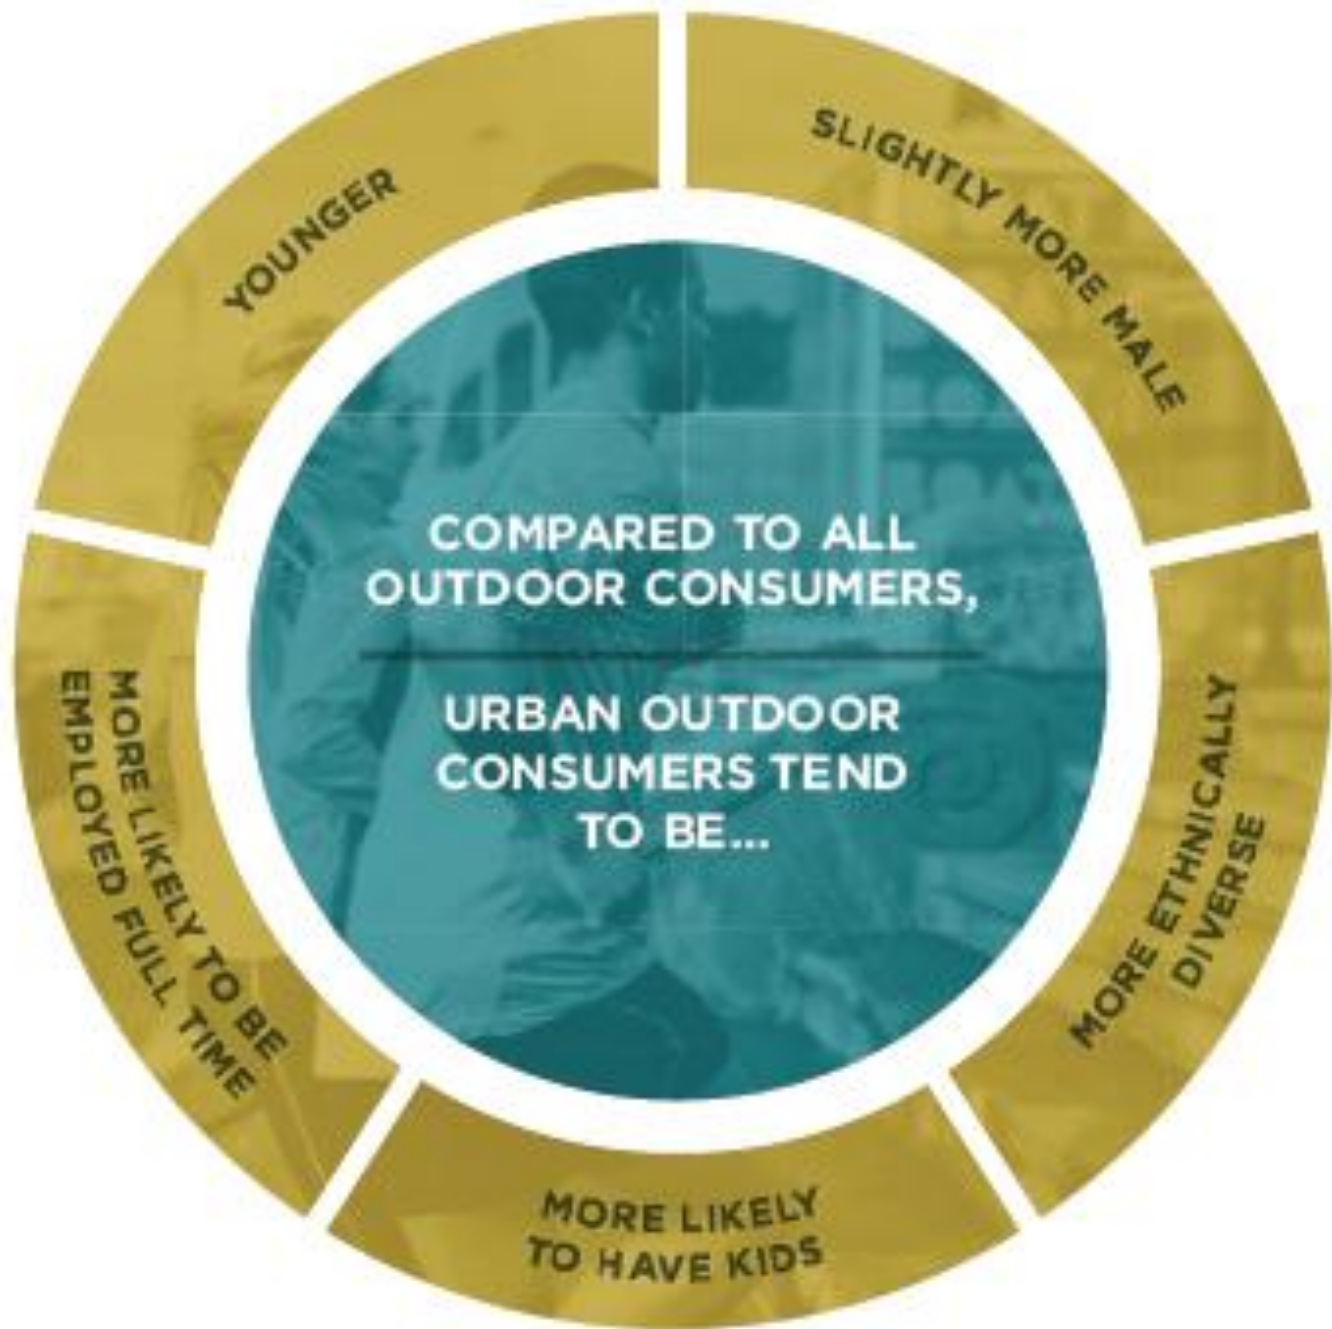 COMPARED TO ALL
OUTDOOR CONSUMERS,
URBAN OUTDOOR
CONSUMERS TEND
TO BE...
SLIGHTLY MORE MALE
MORE ETHNICALLY
DIVERSE
MORE LIKELY
TO HAVE KIDS
MORE LIKELY TO BE
EMPLOYED FULL TIME
YOUNGER